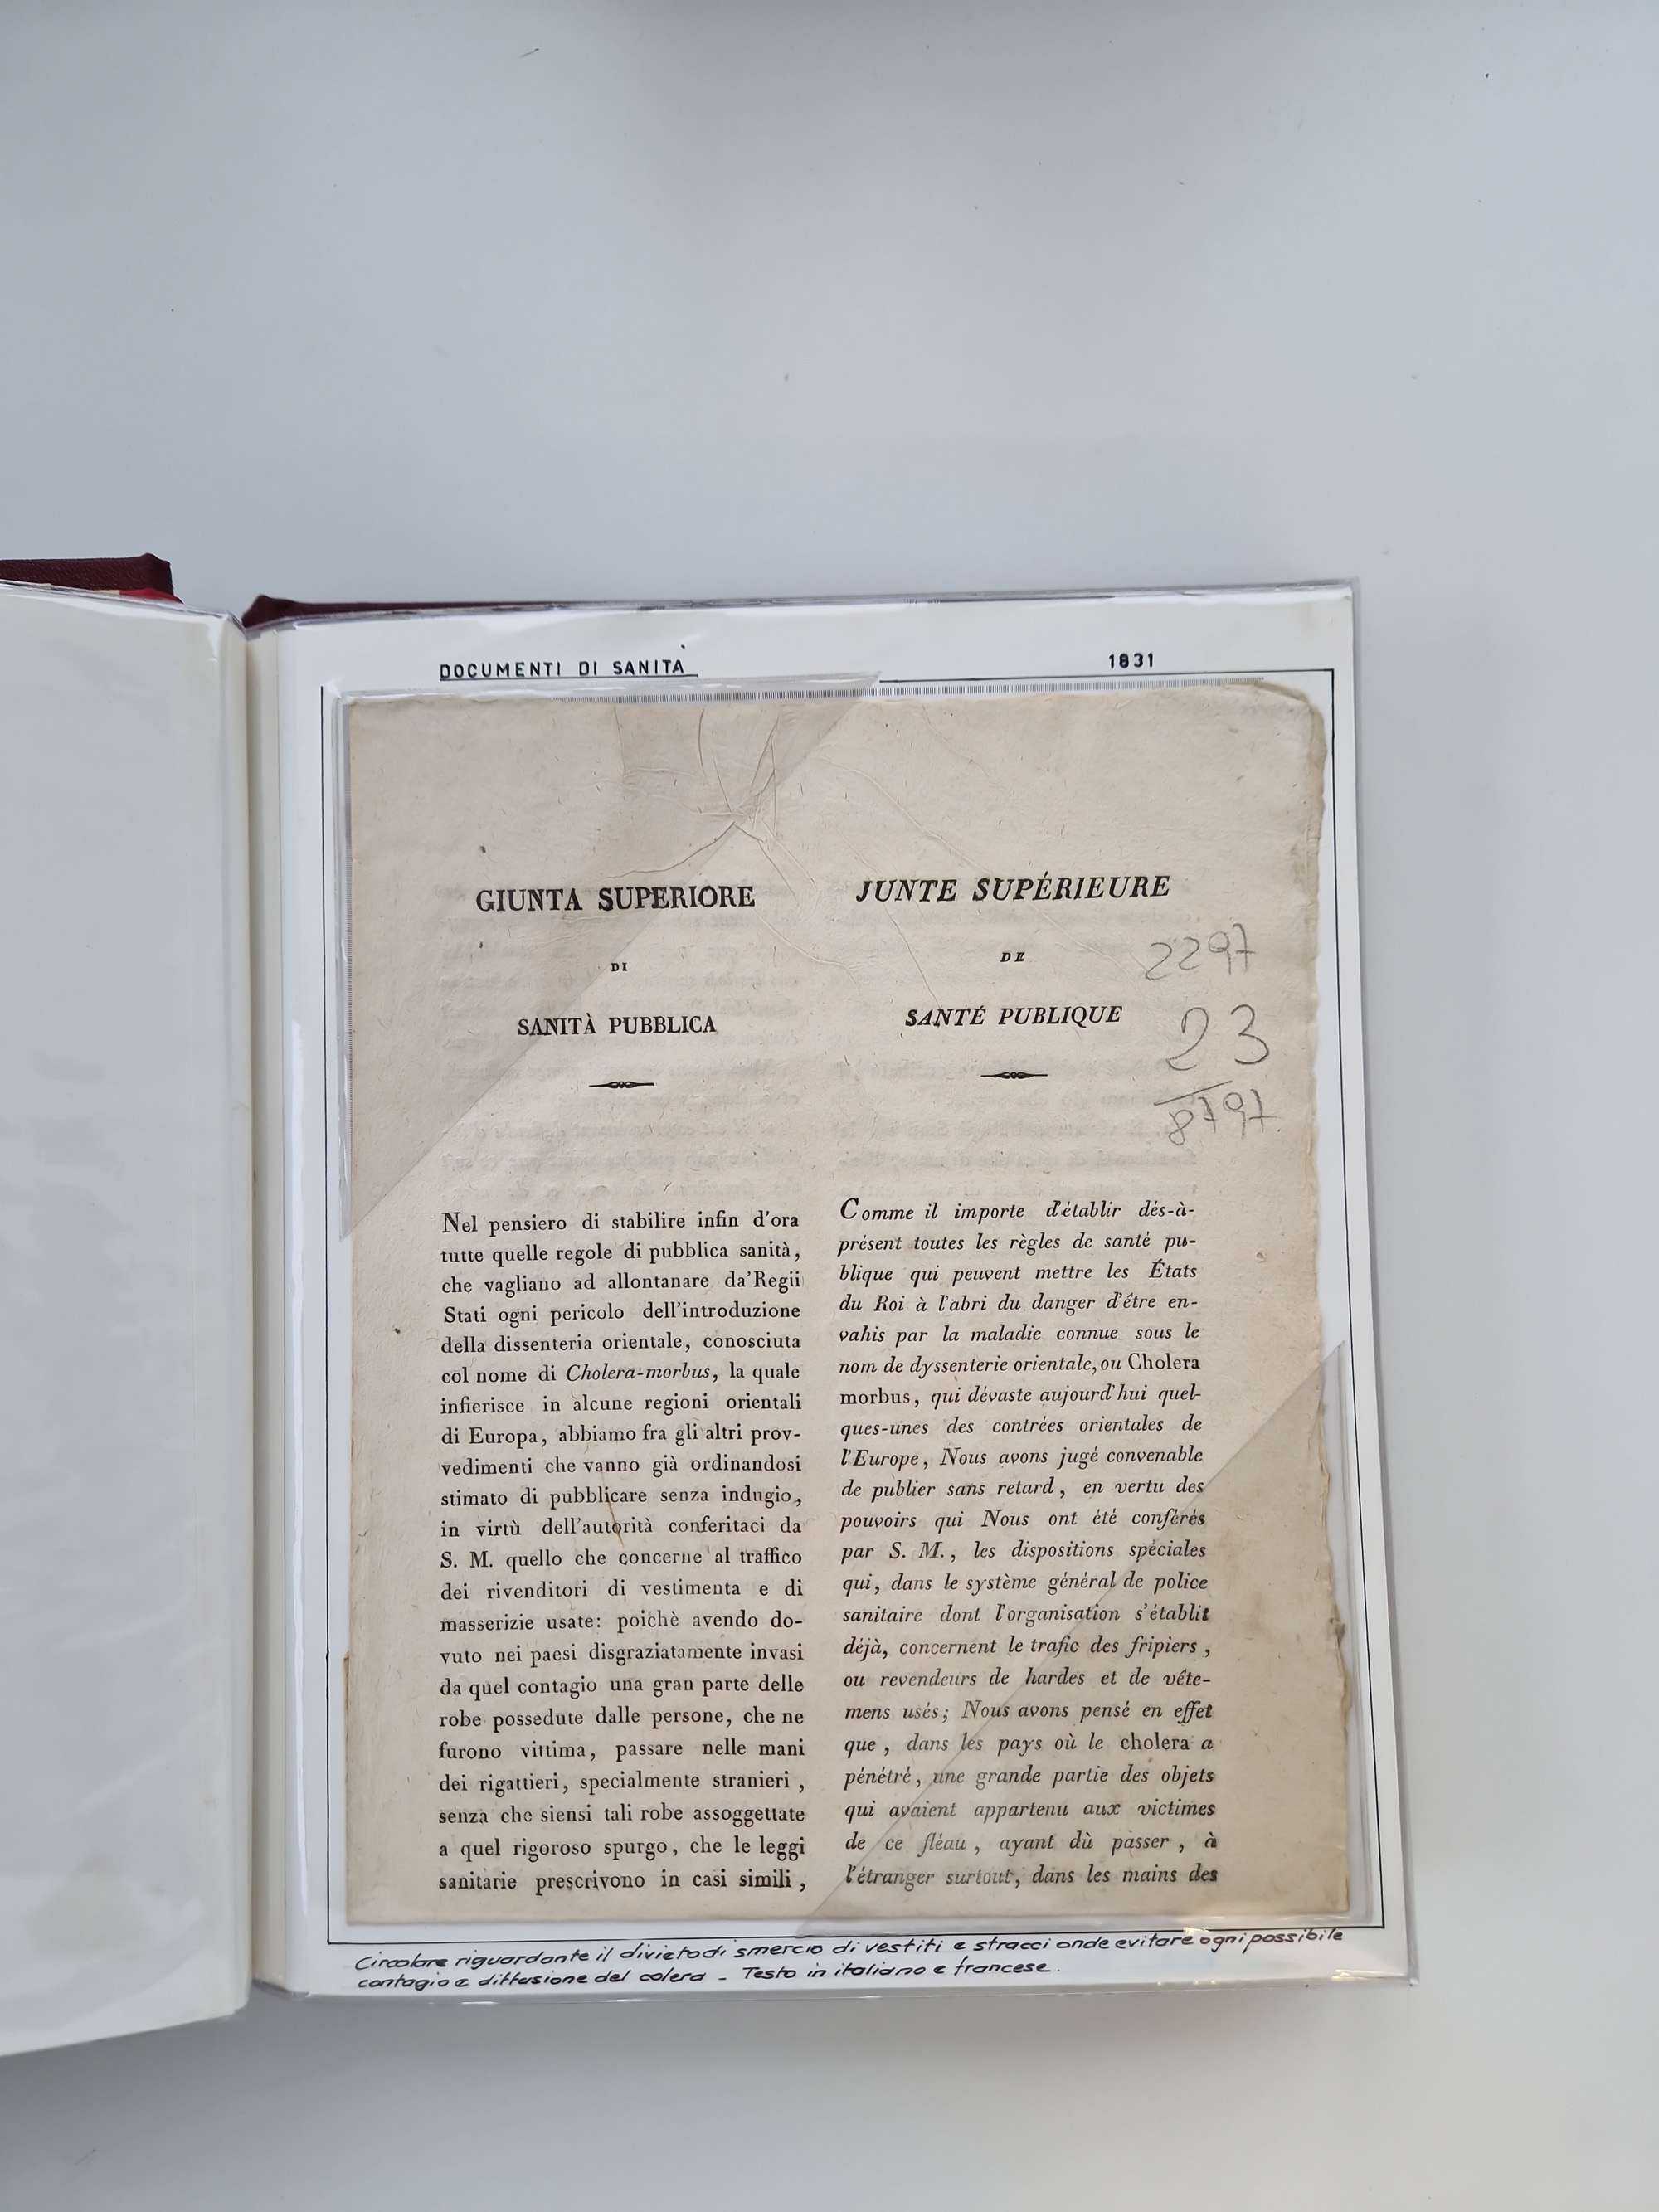 DOCUMENTI DI SANITA'
1831
GIUNTA SUPERIORE
DI
SANITÀ PUBBLICA
Nel pensiero di stabilire infin d'ora
tutte quelle regole di pubblica sanità,
che vagliano ad allontanare da'Regii
Stati ogni pericolo dell'introduzione
della dissenteria orientale, conosciuta
col nome di Cholera-morbus, la quale
infierisce in alcune regioni orientali
di Europa, abbiamo fra gli altri prov-
vedimenti che vanno già ordinandosi
stimato di pubblicare senza indugio,
in virtù dell'autorità conferitaci da
S. M. quello che concerne al traffico
dei rivenditori di vestimenta e di
masserizie usate: poichè avendo do-
vuto nei paesi disgraziatamente invasi
da quel contagio una gran parte delle
robe possedute dalle persone, che ne
furono vittima, passare nelle mani
dei rigattieri, specialmente stranieri,
senza che siensi tali robe assoggettate
a quel rigoroso spurgo, che le leggi
sanitarie prescrivono in casi simili,
JUNTE SUPÉRIEURE
DE
SANTÉ PUBLIQUE
2297
23
8797
Comme il importe d'établir dés-à-
présent toutes les règles de santé pu-
blique qui peuvent mettre les États
du Roi à l'abri du danger d'être en-
vahis par la maladie connue sous le
nom de dyssenterie orientale, ou Cholera
morbus, qui dévaste aujourd'hui quel-
ques-unes des contrées orientales de
l'Europe, Nous avons jugé convenable
de publier sans retard, en vertu des
pouvoirs qui Nous ont été conférés
par S. M., les dispositions spéciales
qui, dans le système général de police
sanitaire dont l'organisation s'établit
déjà, concernent le trafic des fripiers,
ou revendeurs de hardes et de vête-
mens usés; Nous avons pensé en effet
que, dans les pays où le cholera a
pénétré, une grande partie des objets
qui avaient appartenu aux victimes
de ce fléau, ayant dù passer, à
l'étranger surtout, dans les mains des
Circolare riguardante il divieto di smercio di vestiti e stracci onde evitare ogni possibile
contagio e diffusione del colera - Testo in italiano e francese.